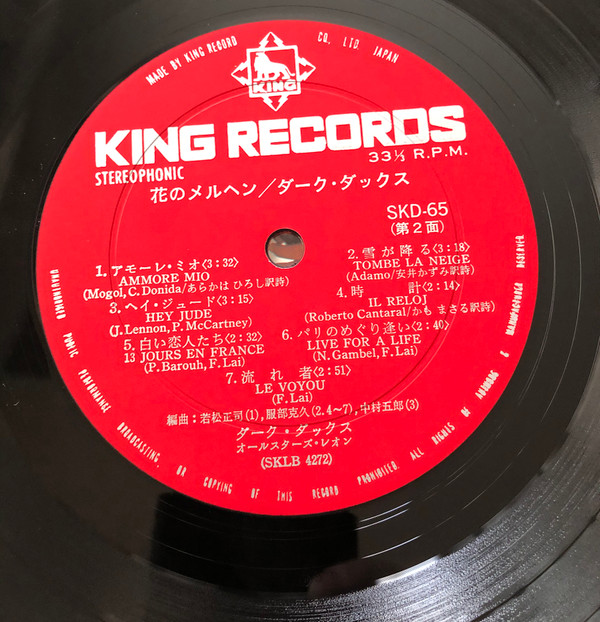 MADE BY KING RECORD CO., LTD. JAPAN
KING
KING RECORDS
33⅓ R.P.M.
STEREOPHONIC
花のメルヘン／ダーク・ダックス
SKD-65
(第2面)
1. アモーレ・ミオ〈3：32〉
AMMORE MIO
(Mogol, C. Donida/あらかは ひろし訳詩)
2. 雪が降る〈3：18〉
TOMBE LA NEIGE
(Adamo/安井かずみ訳詩)
3. ヘイ・ジュード〈3：15〉
HEY JUDE
(J. Lennon, P. McCartney)
4. 時 計〈2：14〉
IL RELOJ
(Roberto Cantaral/かも まさる訳詩)
5. 白い恋人たち〈2：32〉
13 JOURS EN FRANCE
(P. Barouh, F. Lai)
6. パリのめぐり逢い〈2：40〉
LIVE FOR A LIFE
(N. Gambel, F. Lai)
7. 流れ者〈2：51〉
LE VOYOU
(F. Lai)
編曲：若松正司(1), 服部克久(2.4〜7), 中村五郎(3)
ダーク・ダックス
オールスターズ・レオン
(SKLB 4272)
UNAUTHORIZED PUBLIC PERFORMANCE, BROADCASTING, OR COPYING OF THIS RECORD PROHIBITED. ALL RIGHTS OF & MANUFACTURER RESERVED